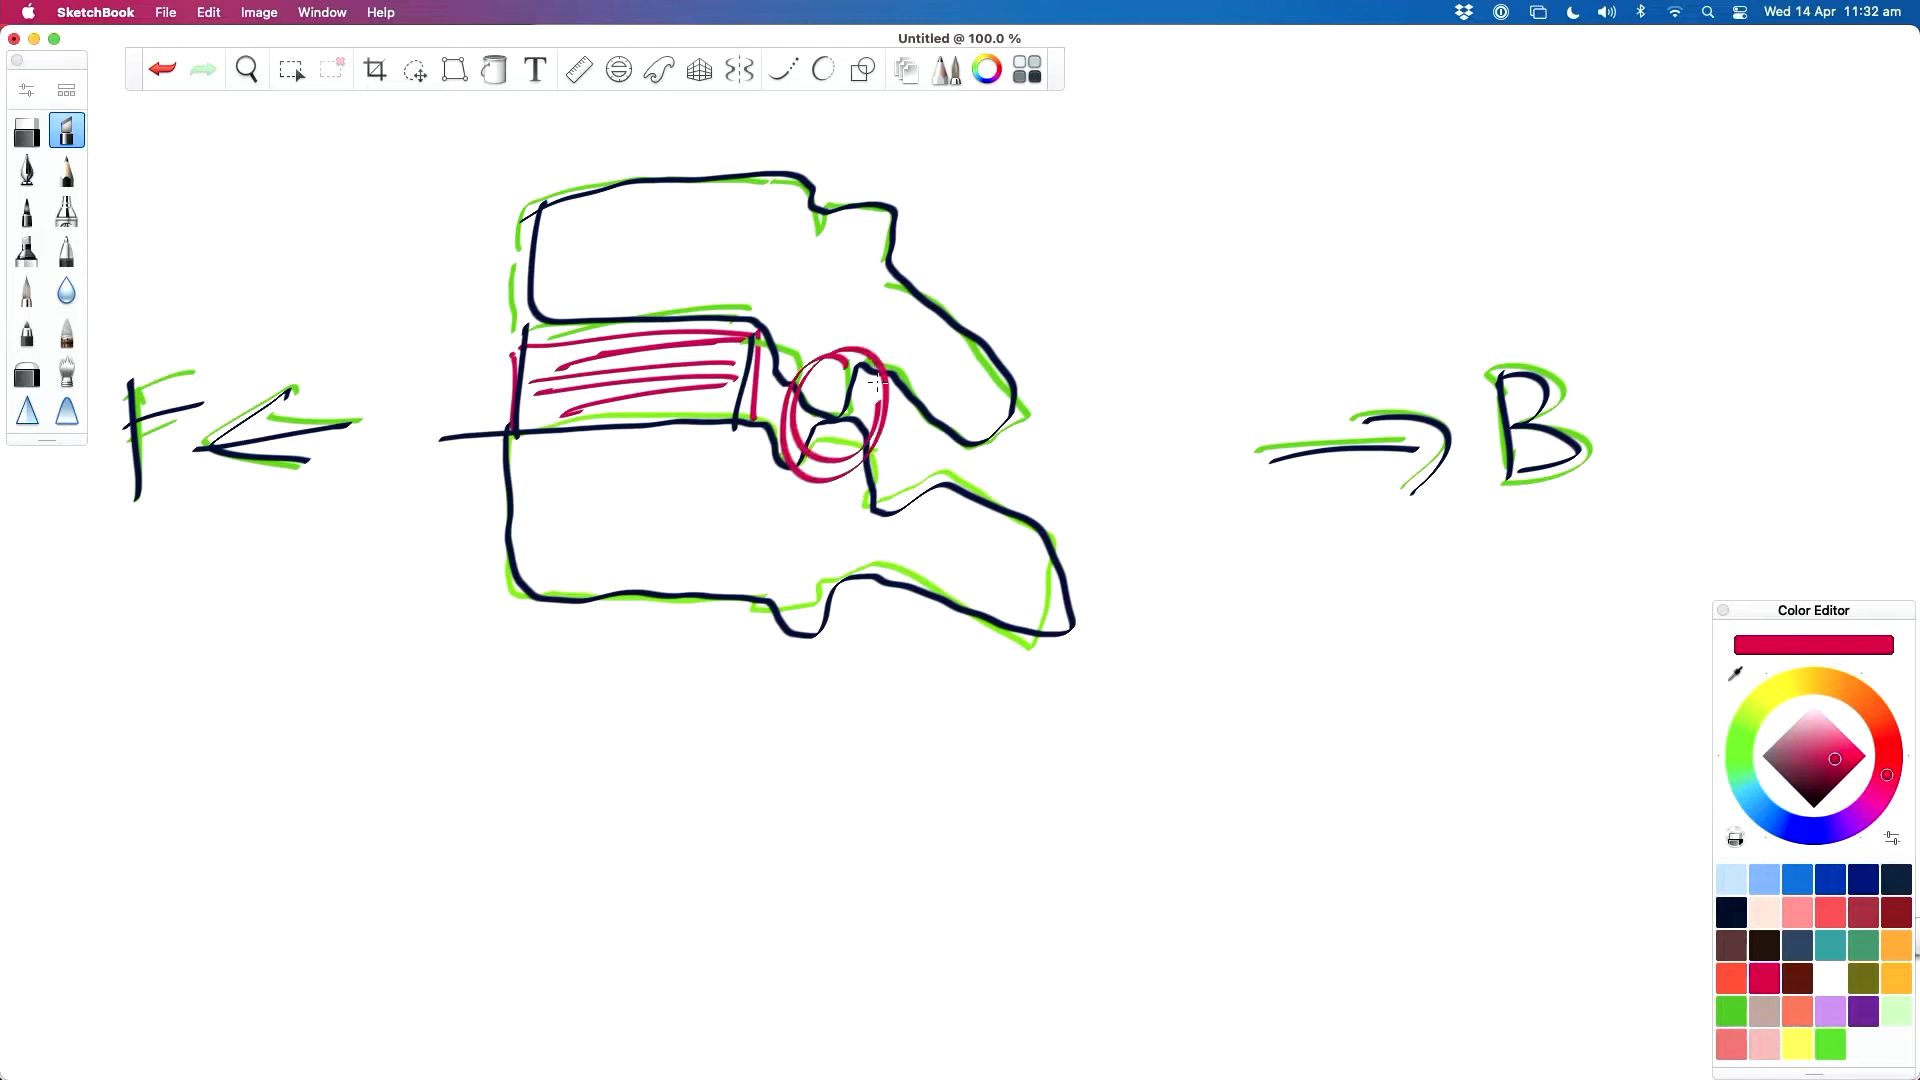 SketchBook File Edit Image Window Help Wed 14 Apr 11:32 am
Untitled @ 100.0 %
T
F B
Color Editor